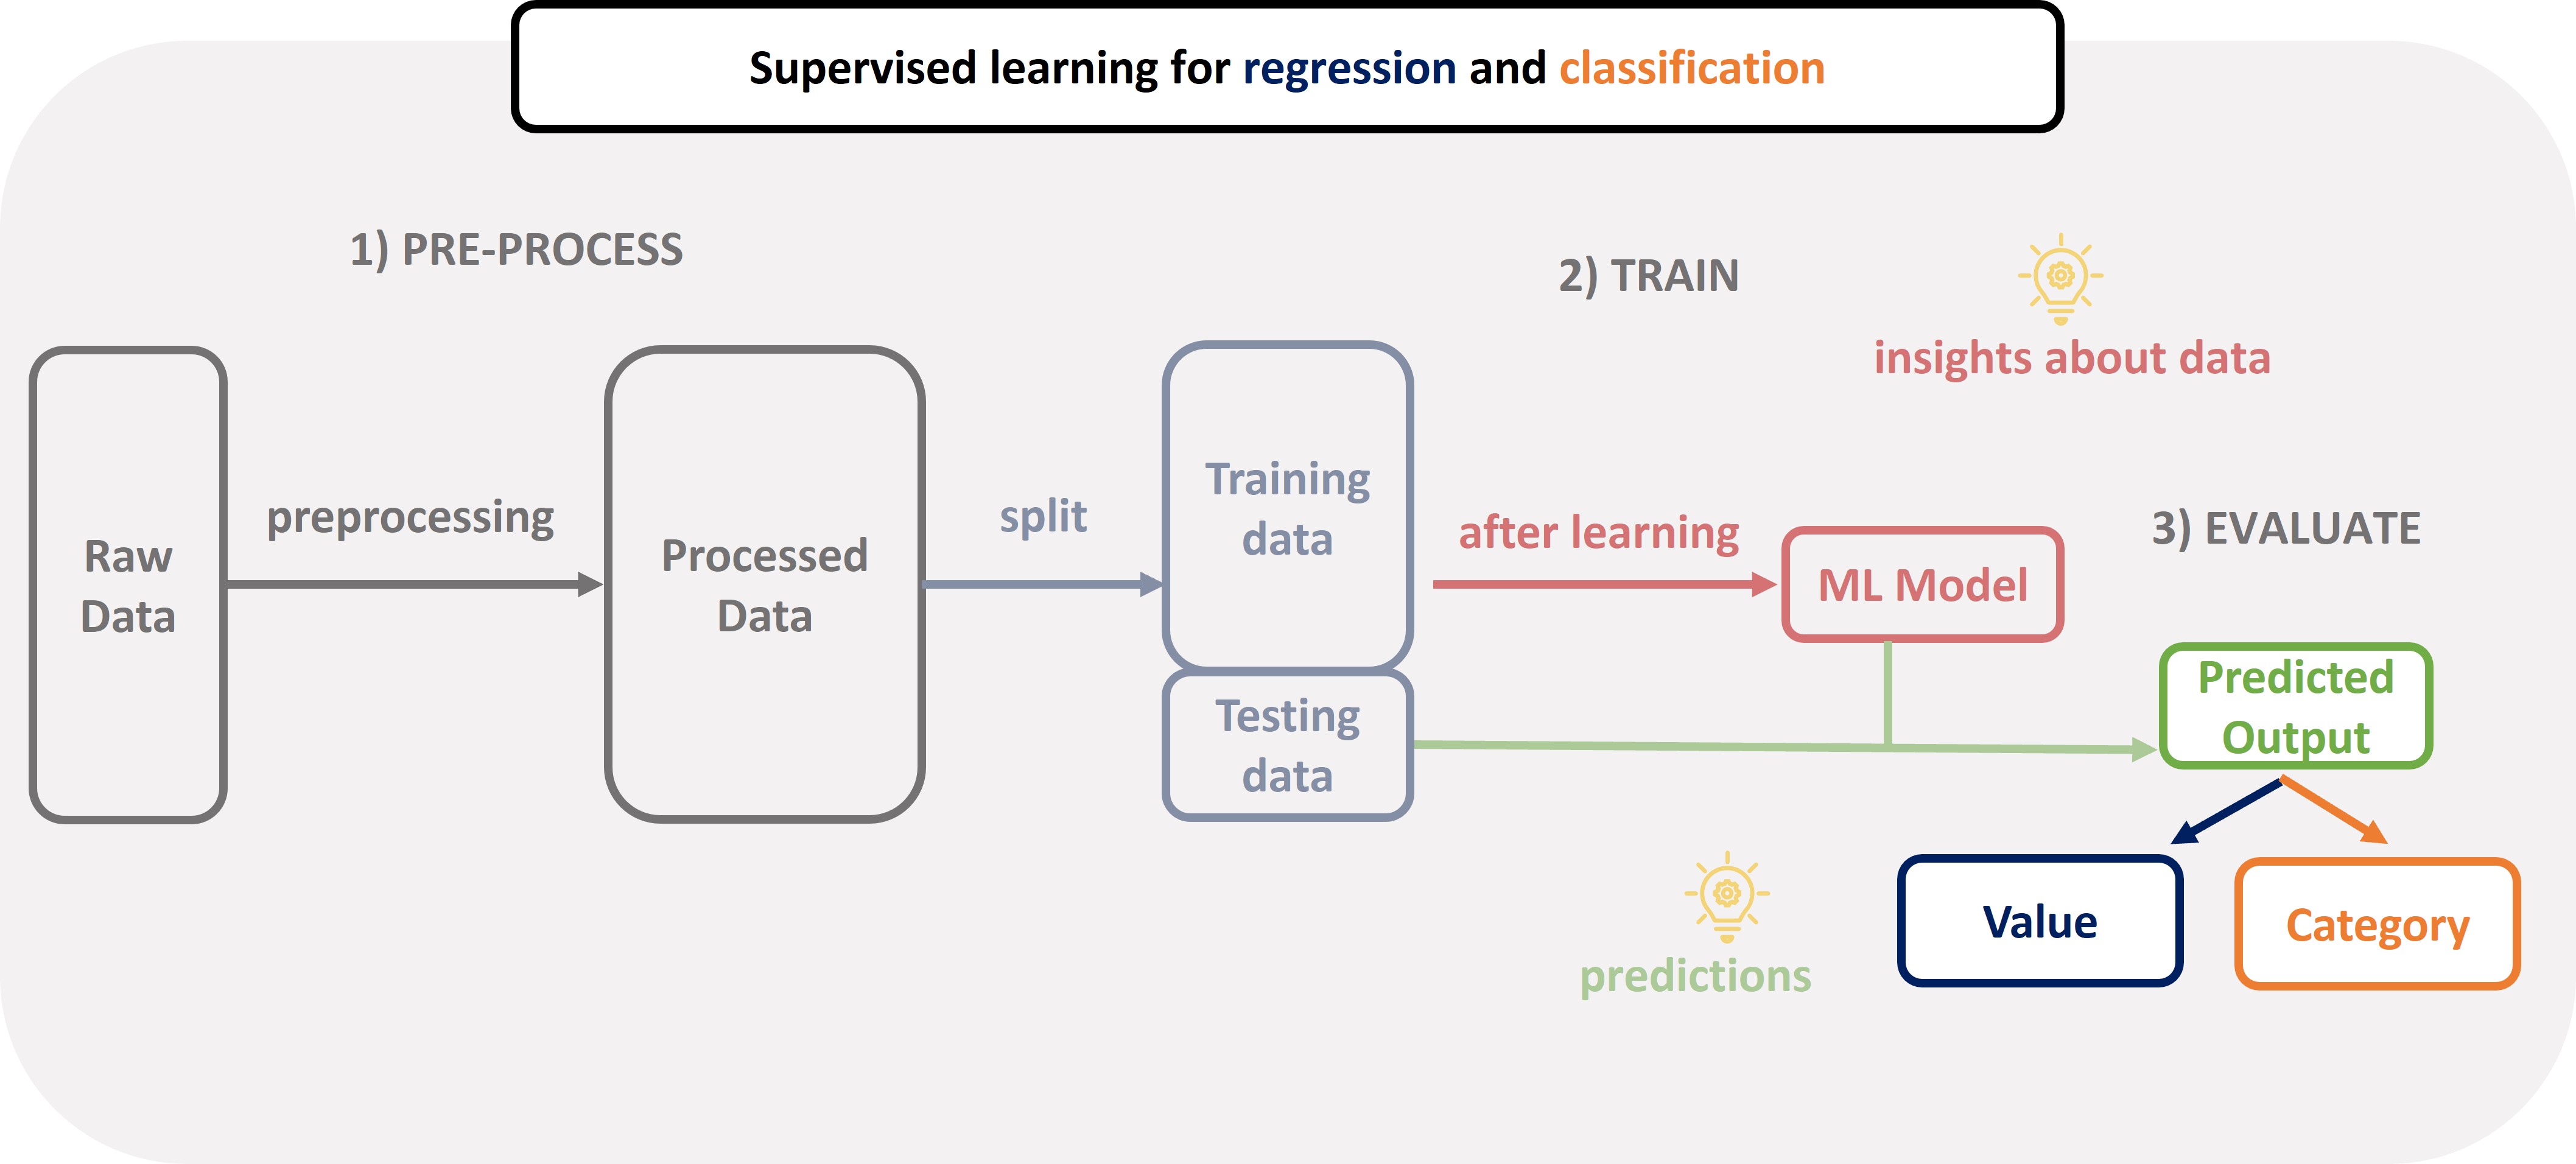 Supervised learning for regression and classification
1) PRE-PROCESS
2) TRAIN
insights about data
Raw
Data
preprocessing
Processed
Data
split
Training
data
Testing
data
after learning
ML Model
3) EVALUATE
Predicted
Output
predictions
Value
Category